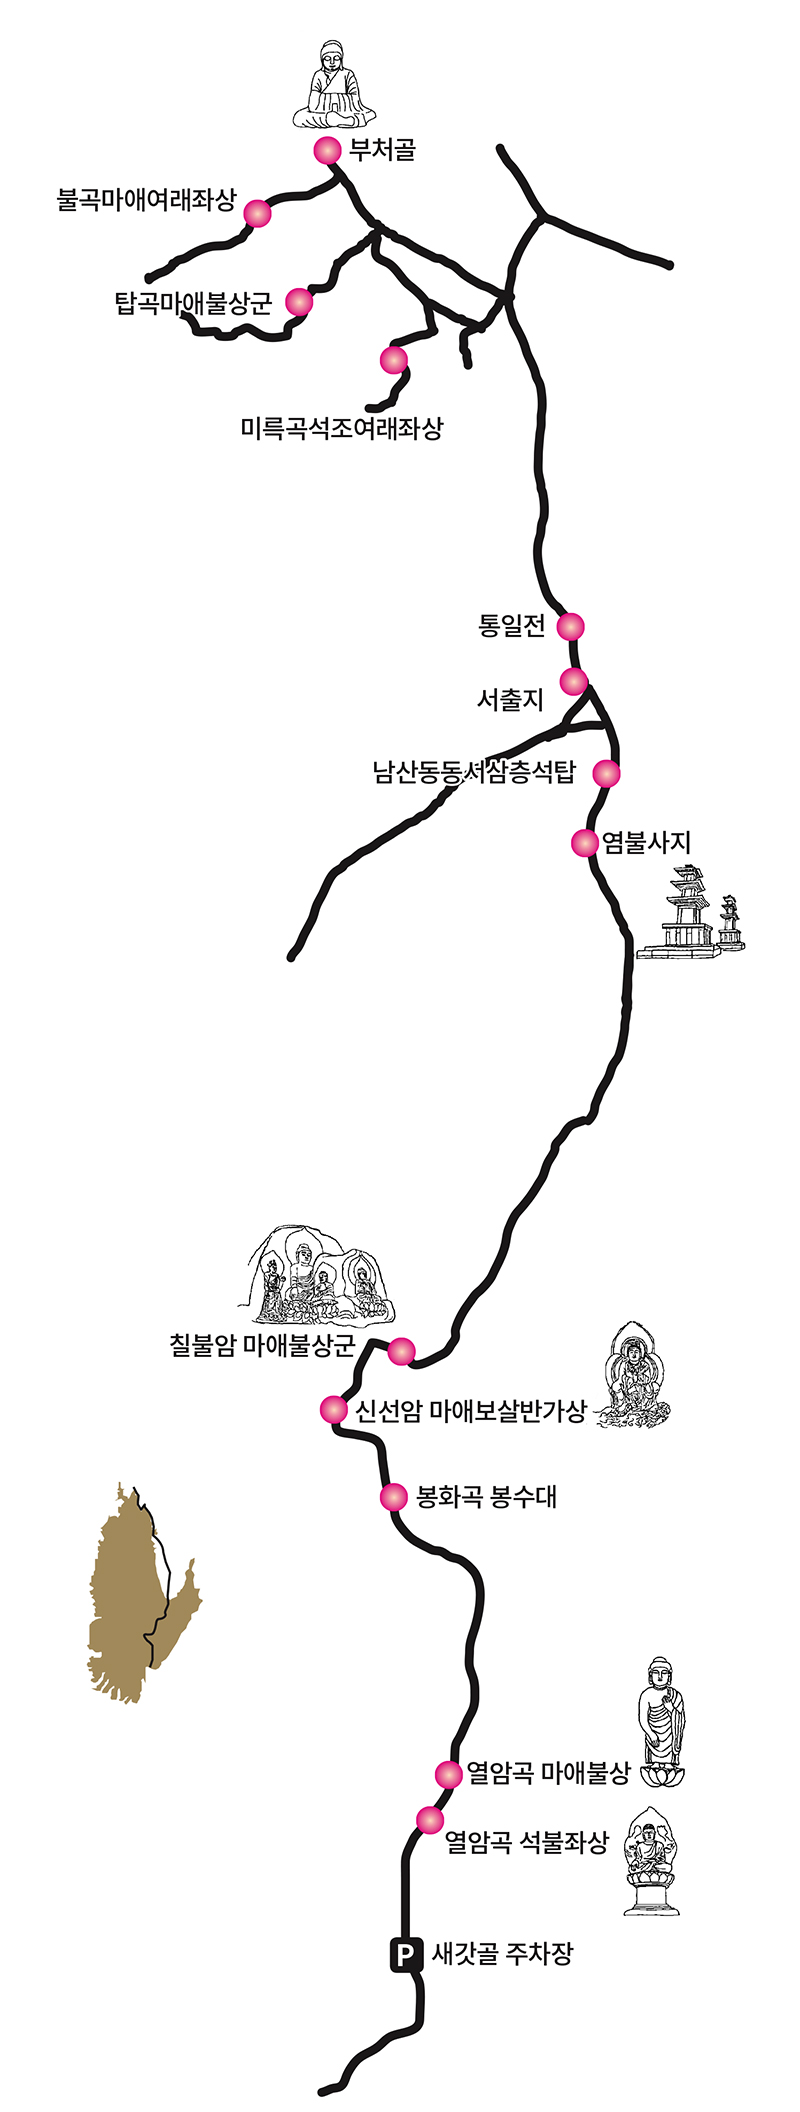 부처골
불곡마애여래좌상
탑곡마애불상군
미륵곡석조여래좌상
통일전
서출지
남산동동서삼층석탑
염불사지
칠불암 마애불상군
신선암 마애보살반가상
봉화곡 봉수대
열암곡 마애불상
열암곡 석불좌상
P 새갓골 주차장